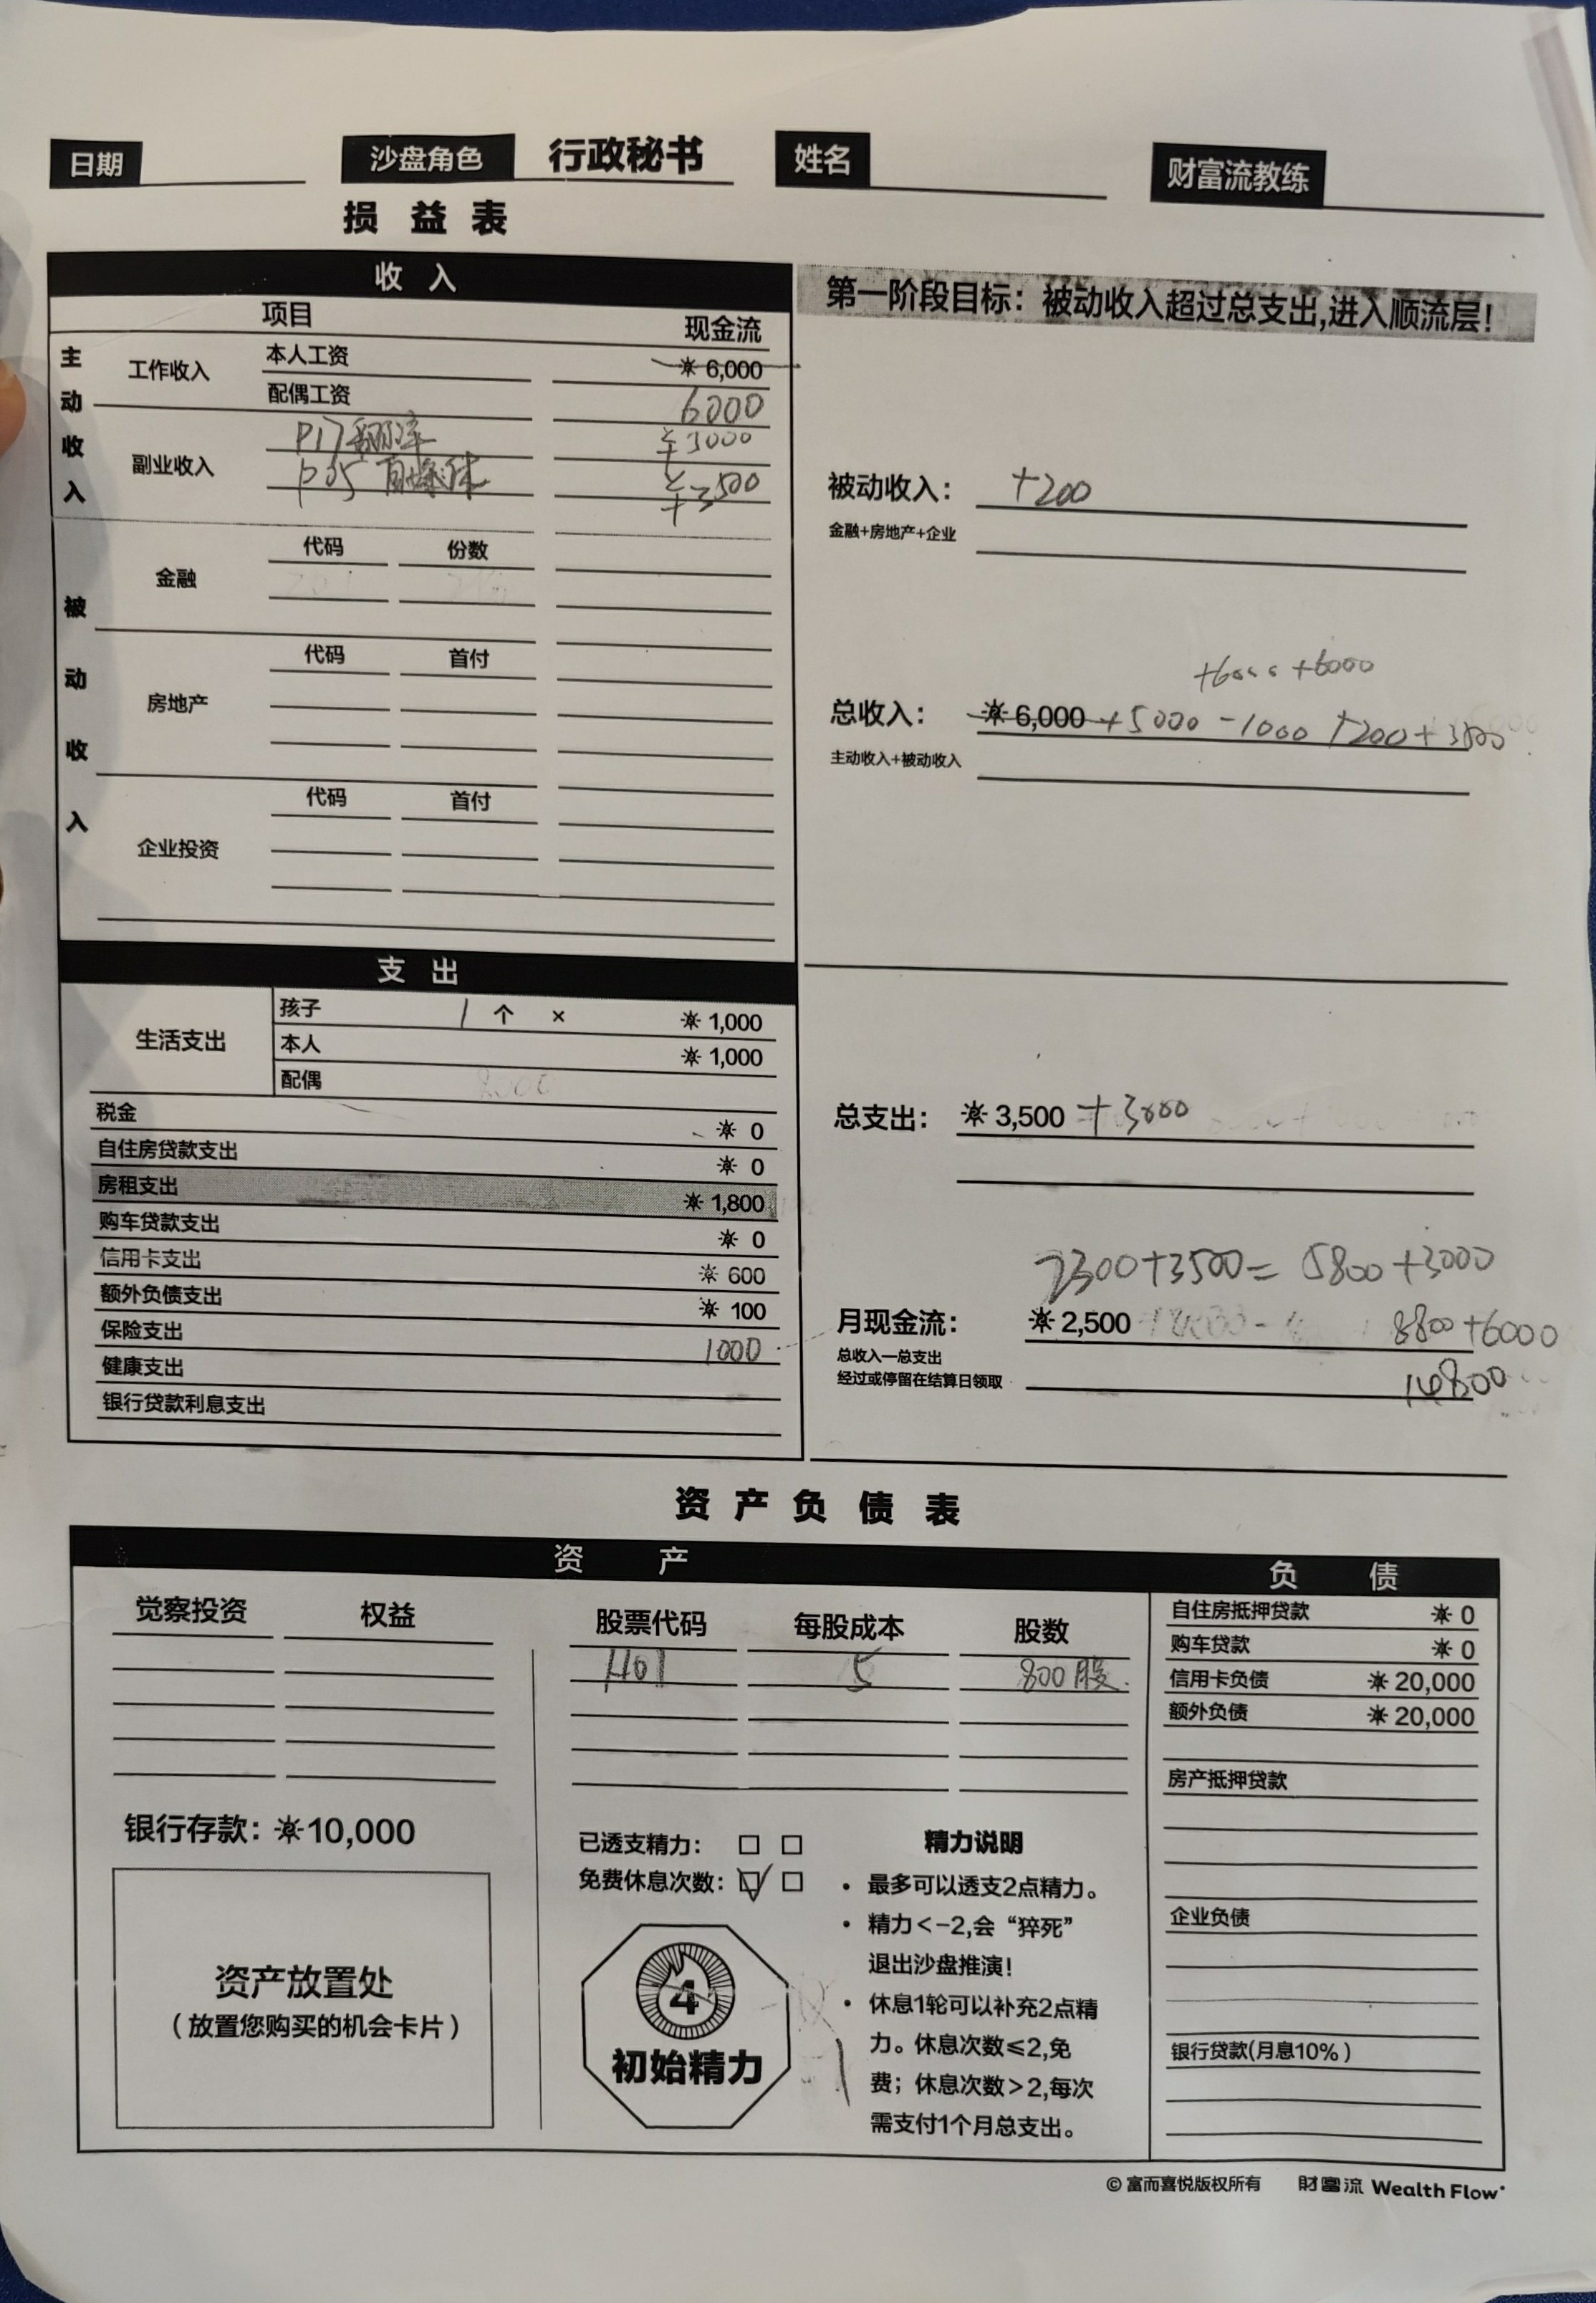 日期 沙盘角色 行政秘书 姓名 财富流教练
损益表
收入
项目 现金流
主动收入
工作收入 本人工资 6,000
配偶工资 6000
副业收入 P17 ¥3000
¥3500
被动收入
金融 代码 份数
房地产 代码 首付
企业投资 代码 首付
第一阶段目标：被动收入超过总支出,进入顺流层!
被动收入： +200
金融+房地产+企业
+6000 +6000
总收入： 6,000 +5000 -1000 +200+3500
主动收入+被动收入
支出
生活支出 孩子 1 个 × 1,000
本人 1,000
配偶
税金 0
自住房贷款支出 0
房租支出 1,800
购车贷款支出 0
信用卡支出 600
额外负债支出 100
保险支出 1000
健康支出
银行贷款利息支出
总支出： 3,500 +3000
2300+3500= 5800 +3000
月现金流： 2,500 8800 +6000
总收入—总支出
经过或停留在结算日领取 14800
资产负债表
资产
觉察投资 权益 股票代码 每股成本 股数
H01 5 800股
银行存款： 10,000
资产放置处
（放置您购买的机会卡片）
已透支精力： □ □
免费休息次数： ☑ □
4
初始精力
精力说明
• 最多可以透支2点精力。
• 精力<-2,会“猝死”
退出沙盘推演!
• 休息1轮可以补充2点精
力。休息次数≤2,免
费；休息次数>2,每次
需支付1个月总支出。
负债
自住房抵押贷款 0
购车贷款 0
信用卡负债 20,000
额外负债 20,000
房产抵押贷款
企业负债
银行贷款(月息10%)
© 富而喜悦版权所有 財富流 Wealth Flow